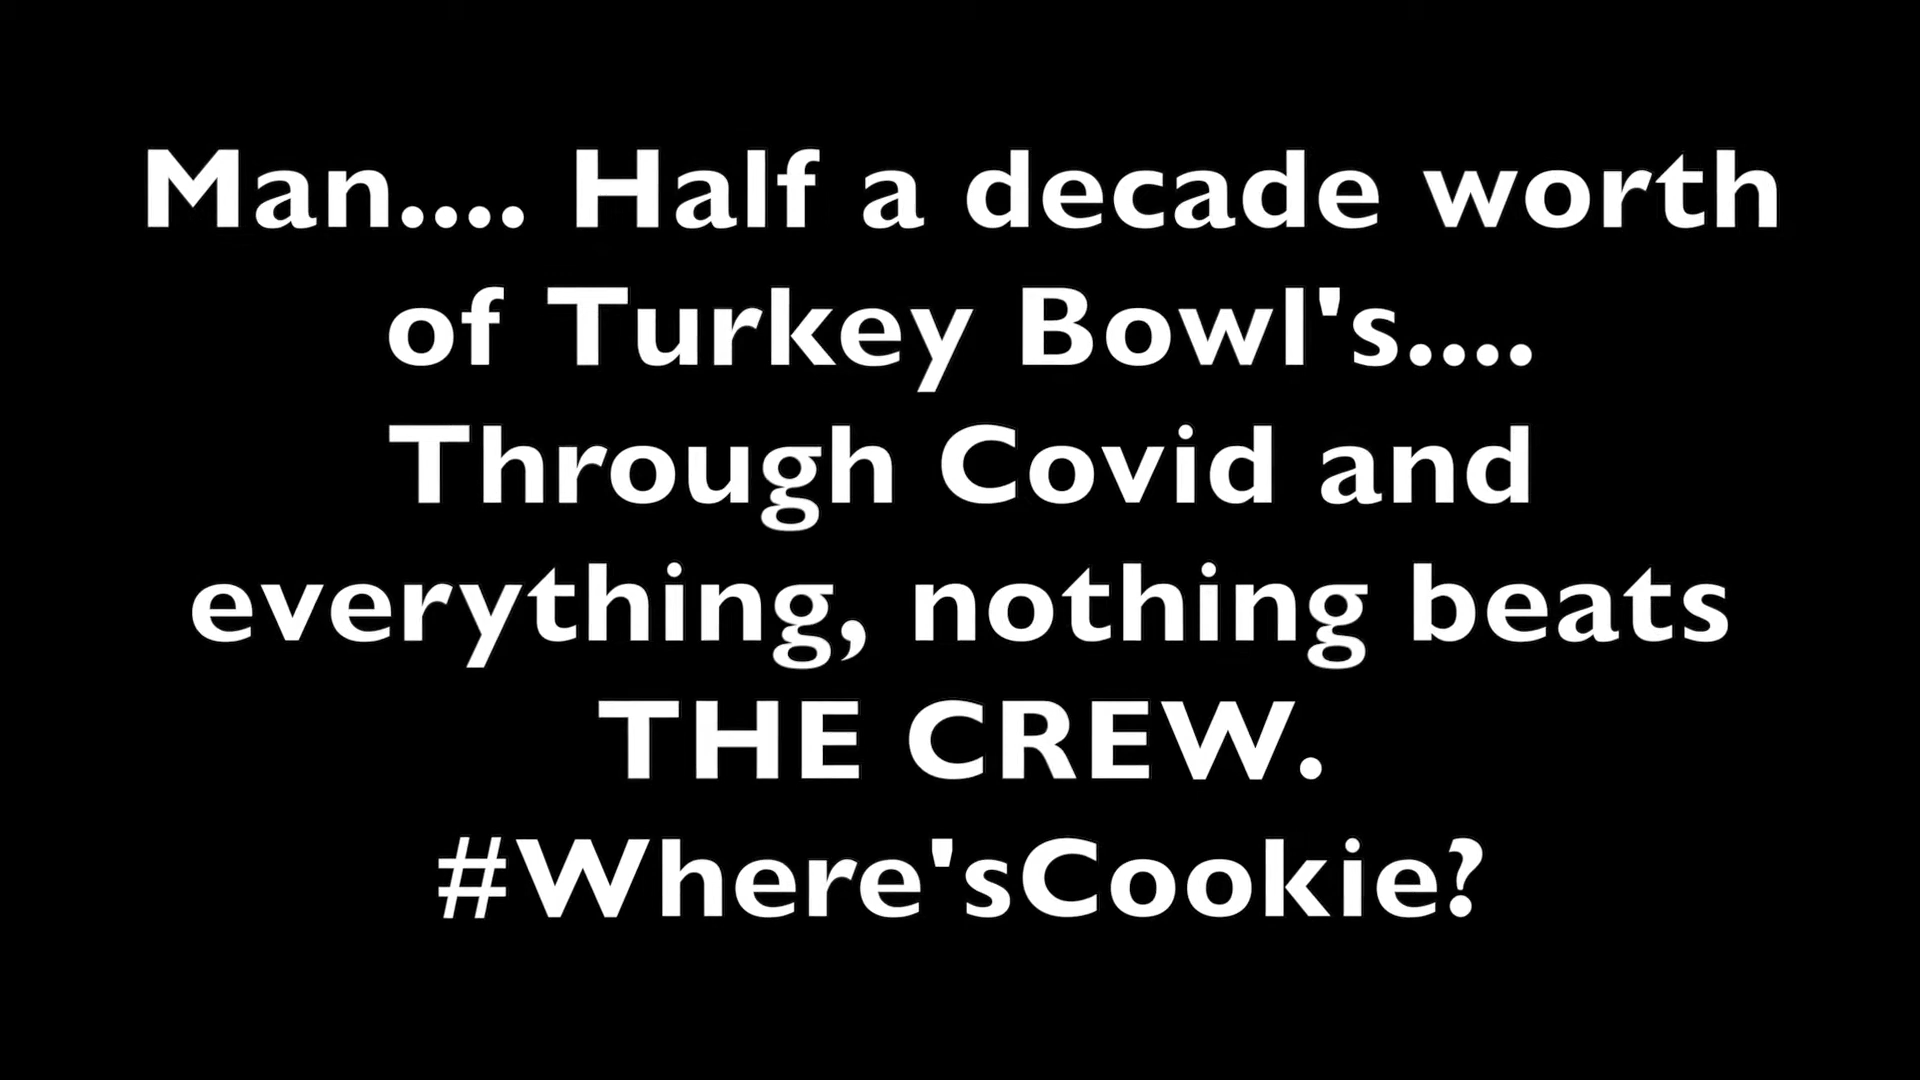 Man.... Half a decade worth
of Turkey Bowl's....
Through Covid and
everything, nothing beats
THE CREW.
#Where'sCookie?